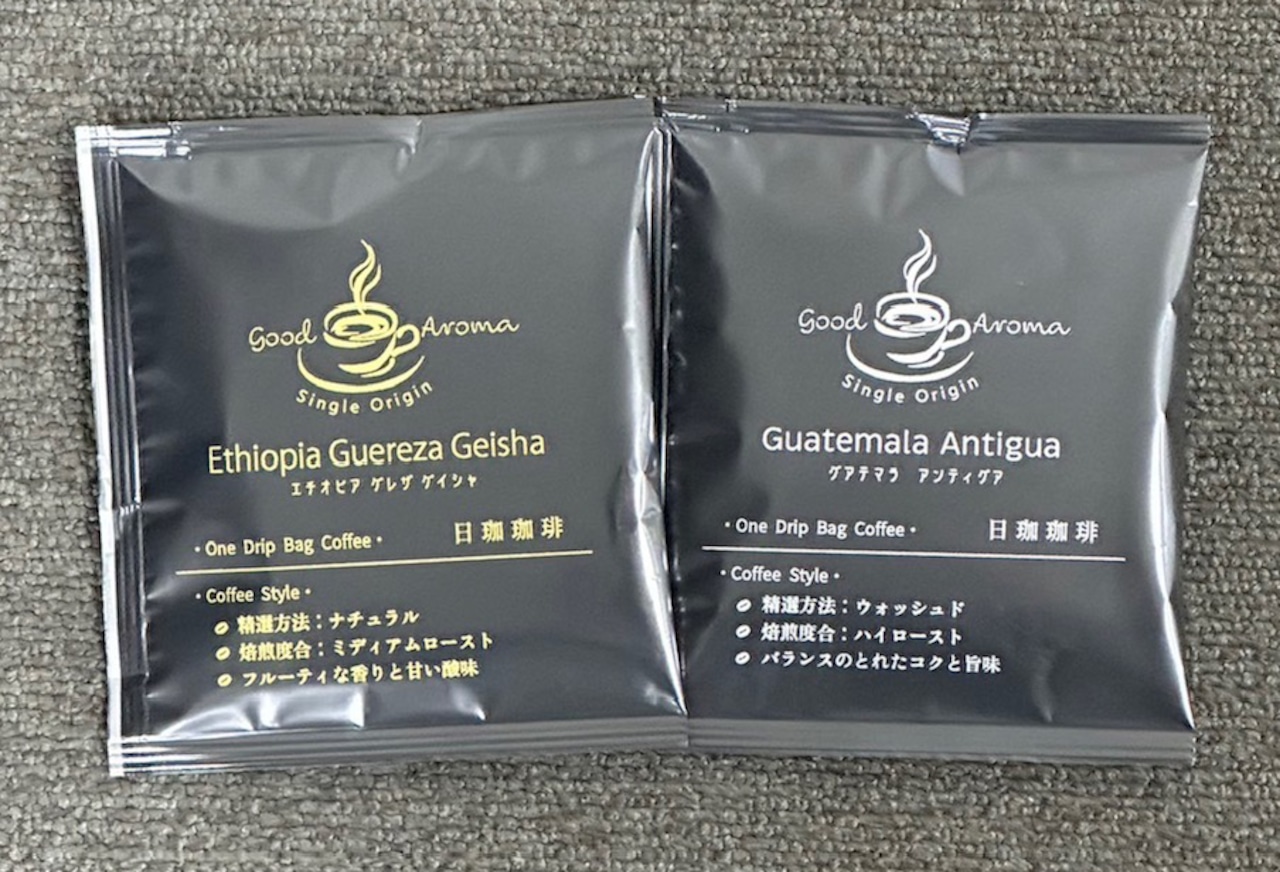 Good Aroma
Single Origin
Ethiopia Guereza Geisha
エチオピア ゲレザ ゲイシャ
・One Drip Bag Coffee・ 日珈珈琲
・Coffee Style・
精選方法：ナチュラル
焙煎度合：ミディアムロースト
フルーティな香りと甘い酸味
Good Aroma
Single Origin
Guatemala Antigua
グアテマラ アンティグア
・One Drip Bag Coffee・ 日珈珈琲
・Coffee Style・
精選方法：ウォッシュド
焙煎度合：ハイロースト
バランスのとれたコクと旨味